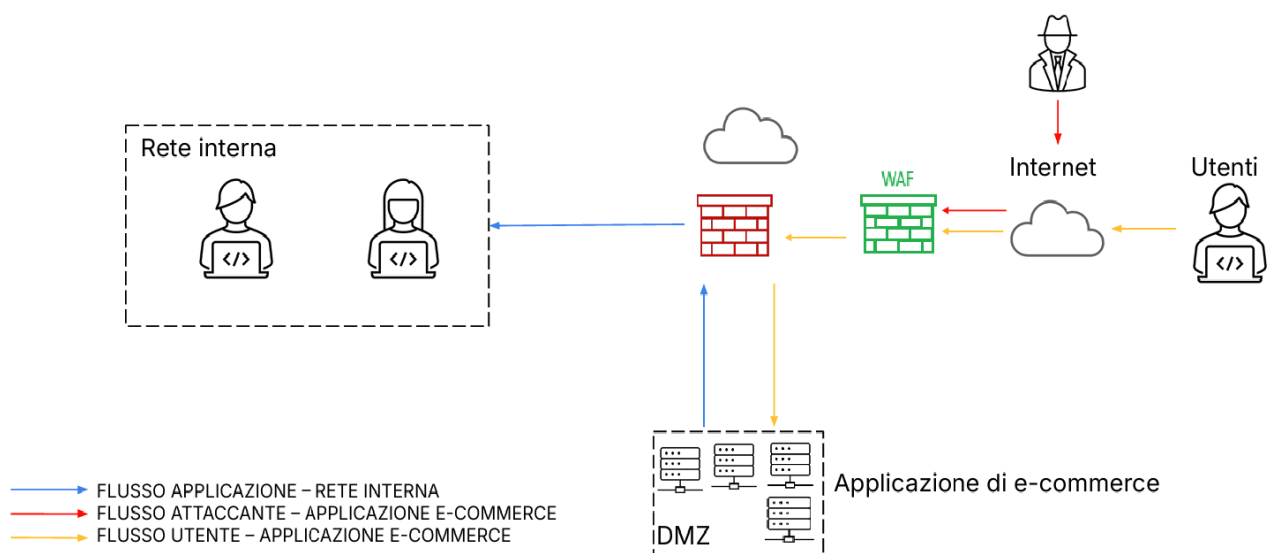 Rete interna
WAF
Internet
Utenti
Applicazione di e-commerce
DMZ
FLUSSO APPLICAZIONE – RETE INTERNA
FLUSSO ATTACCANTE – APPLICAZIONE E-COMMERCE
FLUSSO UTENTE – APPLICAZIONE E-COMMERCE